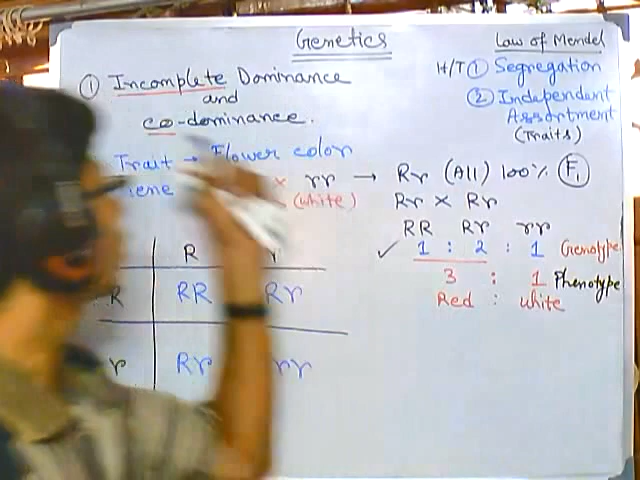 Genetics
Law of Mendel
H/T ① Segregation
② Independent
Assortment
(Traits)
① Incomplete Dominance
and
co-dominance.
Trait → Flower color
x rr → Rr (All) 100% F₁
(white) Rr x Rr
RR Rr rr
✓ 1 : 2 : 1 Genotype
3 : 1 Phenotype
Red : white
R
R RR Rr
r Rr rr